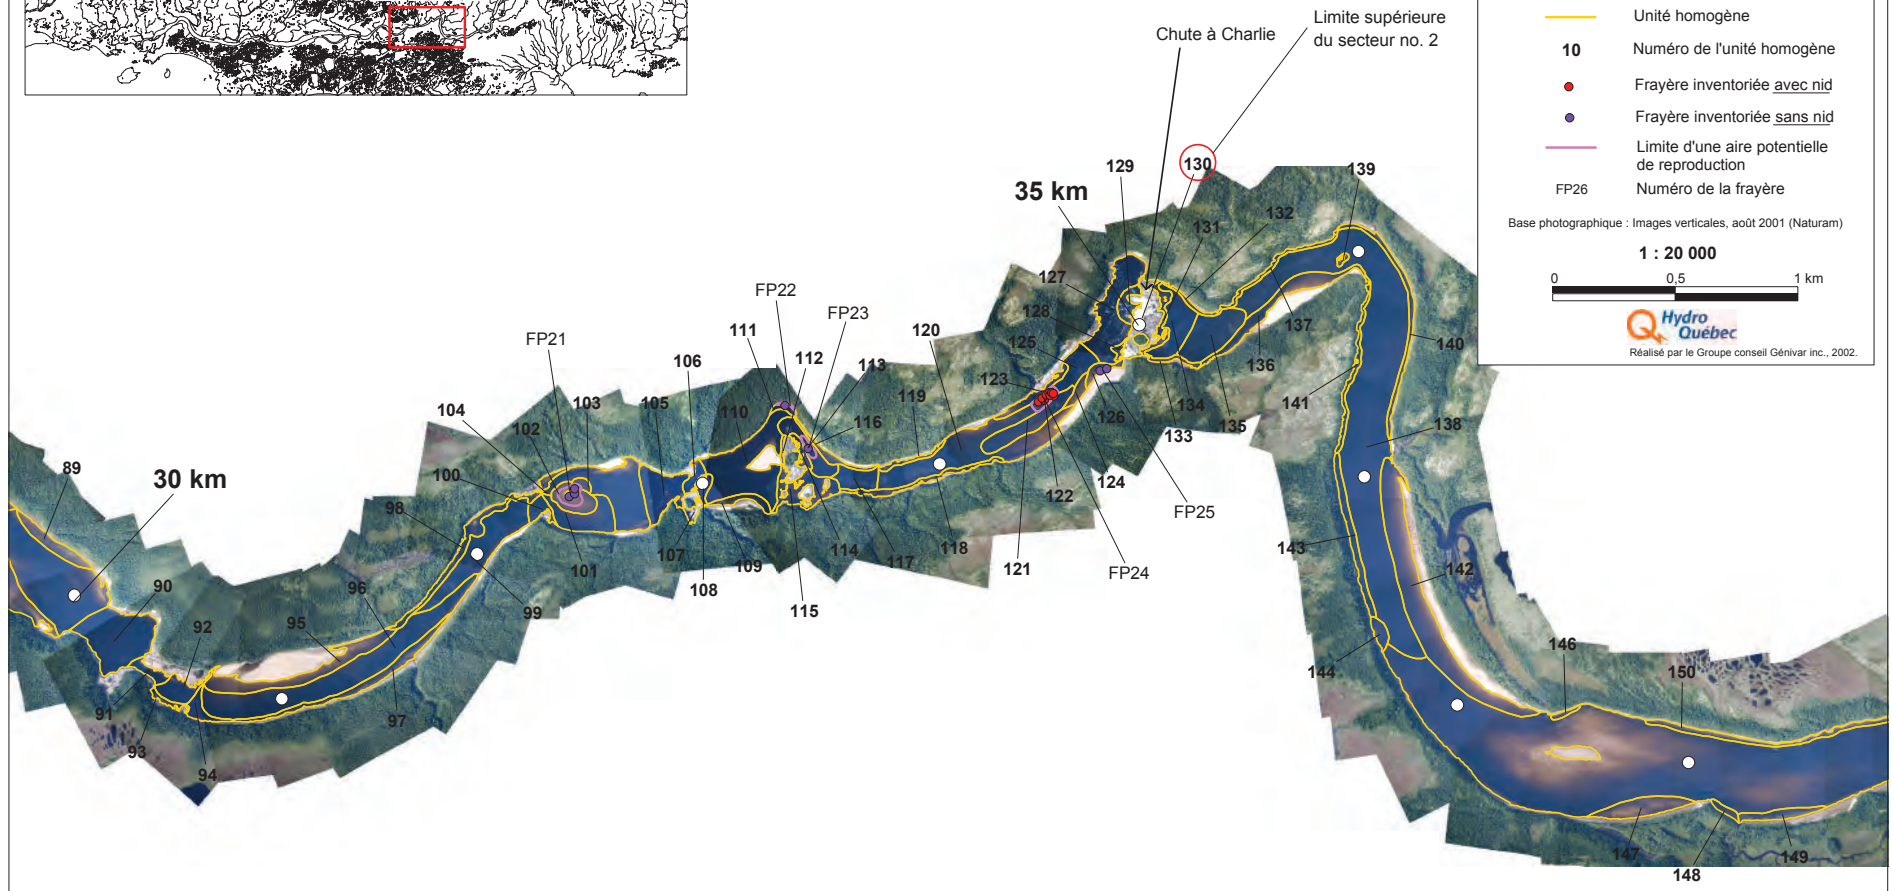 Unité homogène
10 Numéro de l'unité homogène
Frayère inventoriée avec nid
Frayère inventoriée sans nid
Limite d'une aire potentielle
de reproduction
FP26 Numéro de la frayère
Base photographique : Images verticales, août 2001 (Naturam)
1 : 20 000
0 0,5 1 km
Hydro
Québec
Réalisé par le Groupe conseil Génivar inc., 2002.
Limite supérieure
du secteur no. 2
Chute à Charlie
35 km
30 km
FP21
FP22
FP23
FP24
FP25
89
90
91
92
93
94
95
96
97
98
99
100
101
102
103
104
105
106
107
108
109
110
111
112
113
114
115
116
117
118
119
120
121
122
123
124
125
126
127
128
129
130
131
132
133
134
135
136
137
138
139
140
141
142
143
144
146
147
148
149
150